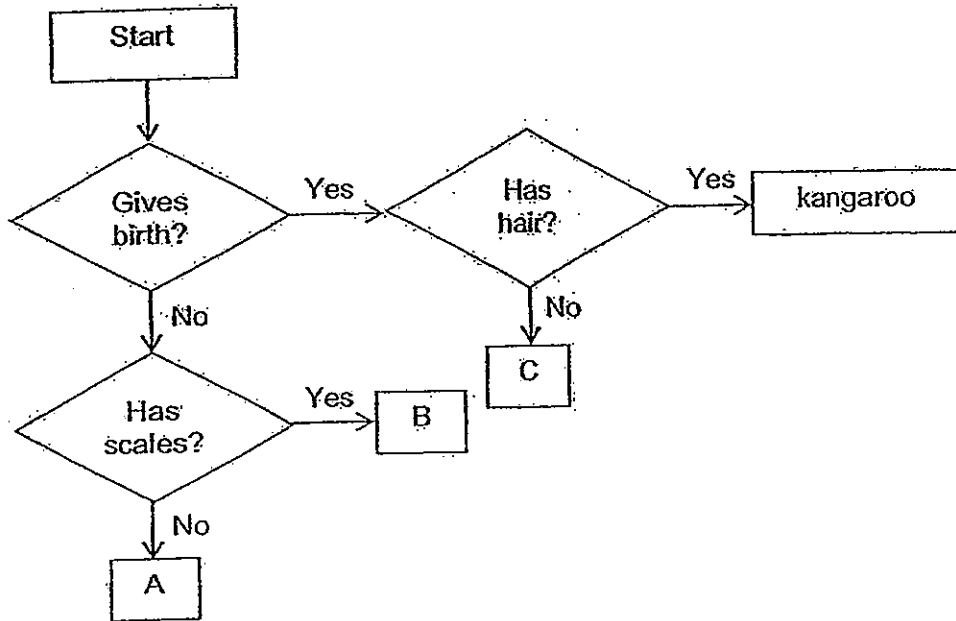 Start
Gives
birth?
Yes
Has
hair?
Yes
kangaroo
No
No
C
Has
scales?
Yes
B
No
A